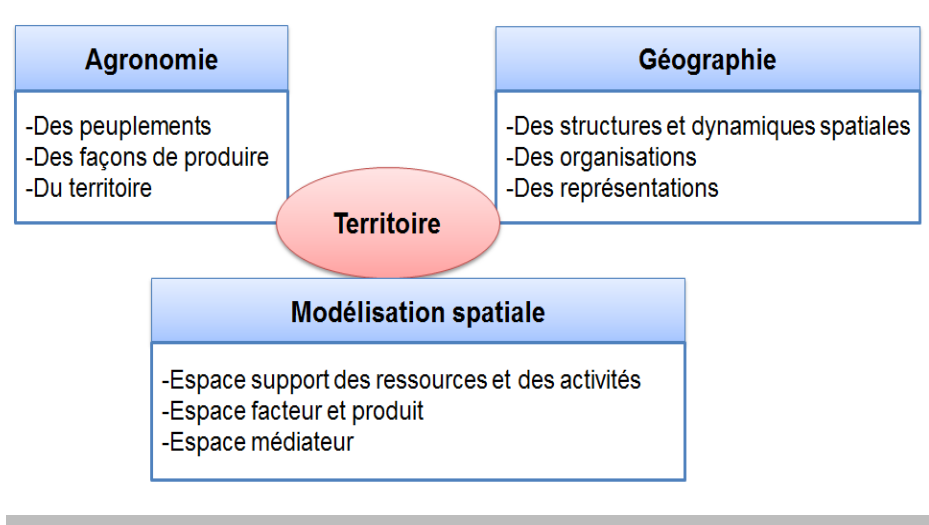 Agronomie
-Des peuplements
-Des façons de produire
-Du territoire
Géographie
-Des structures et dynamiques spatiales
-Des organisations
-Des représentations
Territoire
Modélisation spatiale
-Espace support des ressources et des activités
-Espace facteur et produit
-Espace médiateur